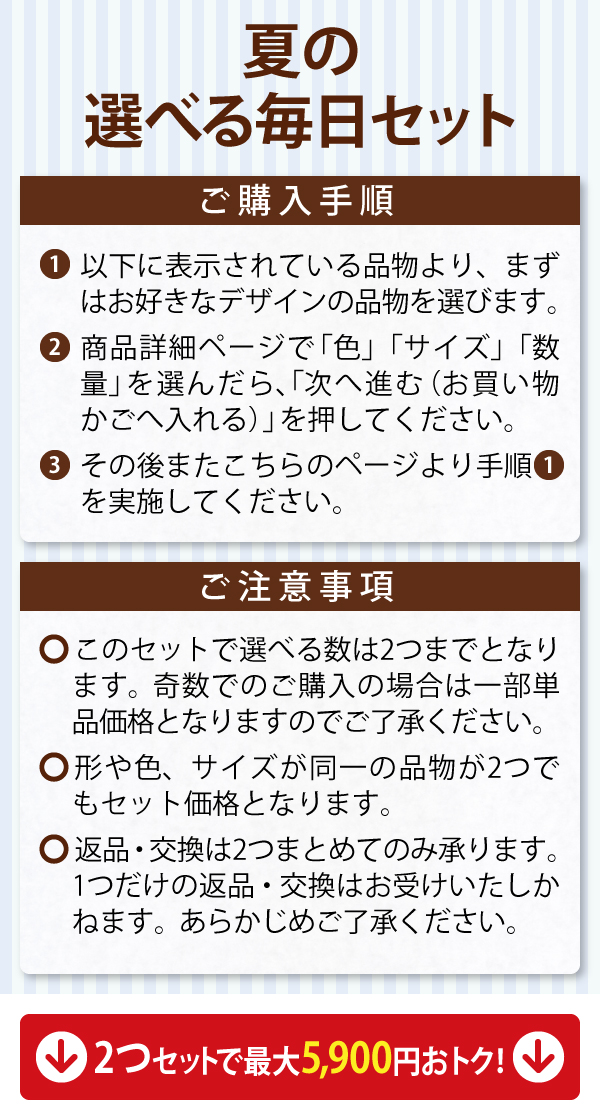 夏の
選べる毎日セット
ご購入手順
❶ 以下に表示されている品物より、まず
はお好きなデザインの品物を選びます。
❷ 商品詳細ページで「色」「サイズ」「数
量」を選んだら、「次へ進む（お買い物
かごへ入れる）」を押してください。
❸ その後またこちらのページより手順❶
を実施してください。
ご注意事項
○このセットで選べる数は2つまでとなり
ます。奇数でのご購入の場合は一部単
品価格となりますのでご了承ください。
○形や色、サイズが同一の品物が2つで
もセット価格となります。
○返品・交換は2つまとめてのみ承ります。
1つだけの返品・交換はお受けいたしか
ねます。あらかじめご了承ください。
2つセットで最大5,900円おトク!